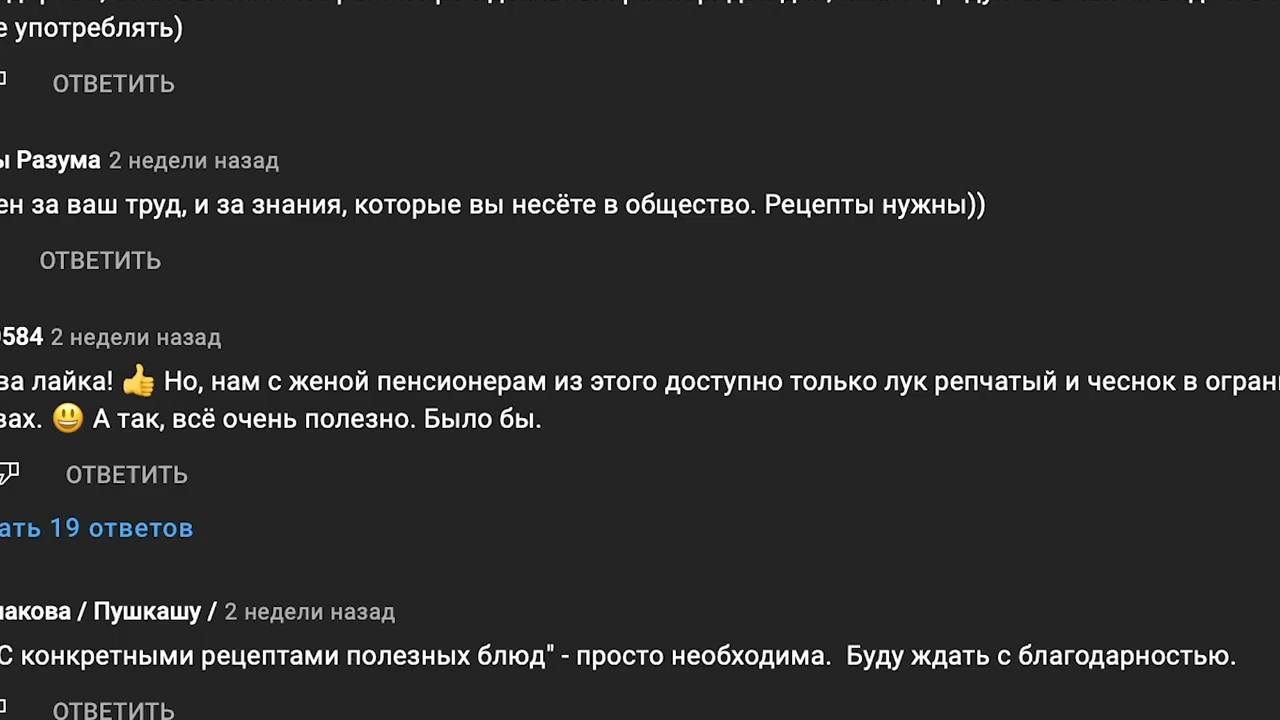 е употреблять)
ОТВЕТИТЬ
ы Разума 2 недели назад
ен за ваш труд, и за знания, которые вы несёте в общество. Рецепты нужны))
ОТВЕТИТЬ
584 2 недели назад
ва лайка! 👍 Но, нам с женой пенсионерам из этого доступно только лук репчатый и чеснок в огран
вах. 😃 А так, всё очень полезно. Было бы.
ОТВЕТИТЬ
ать 19 ответов
лакова / Пушкашу / 2 недели назад
С конкретными рецептами полезных блюд" - просто необходима. Буду ждать с благодарностью.
ОТВЕТИТЬ